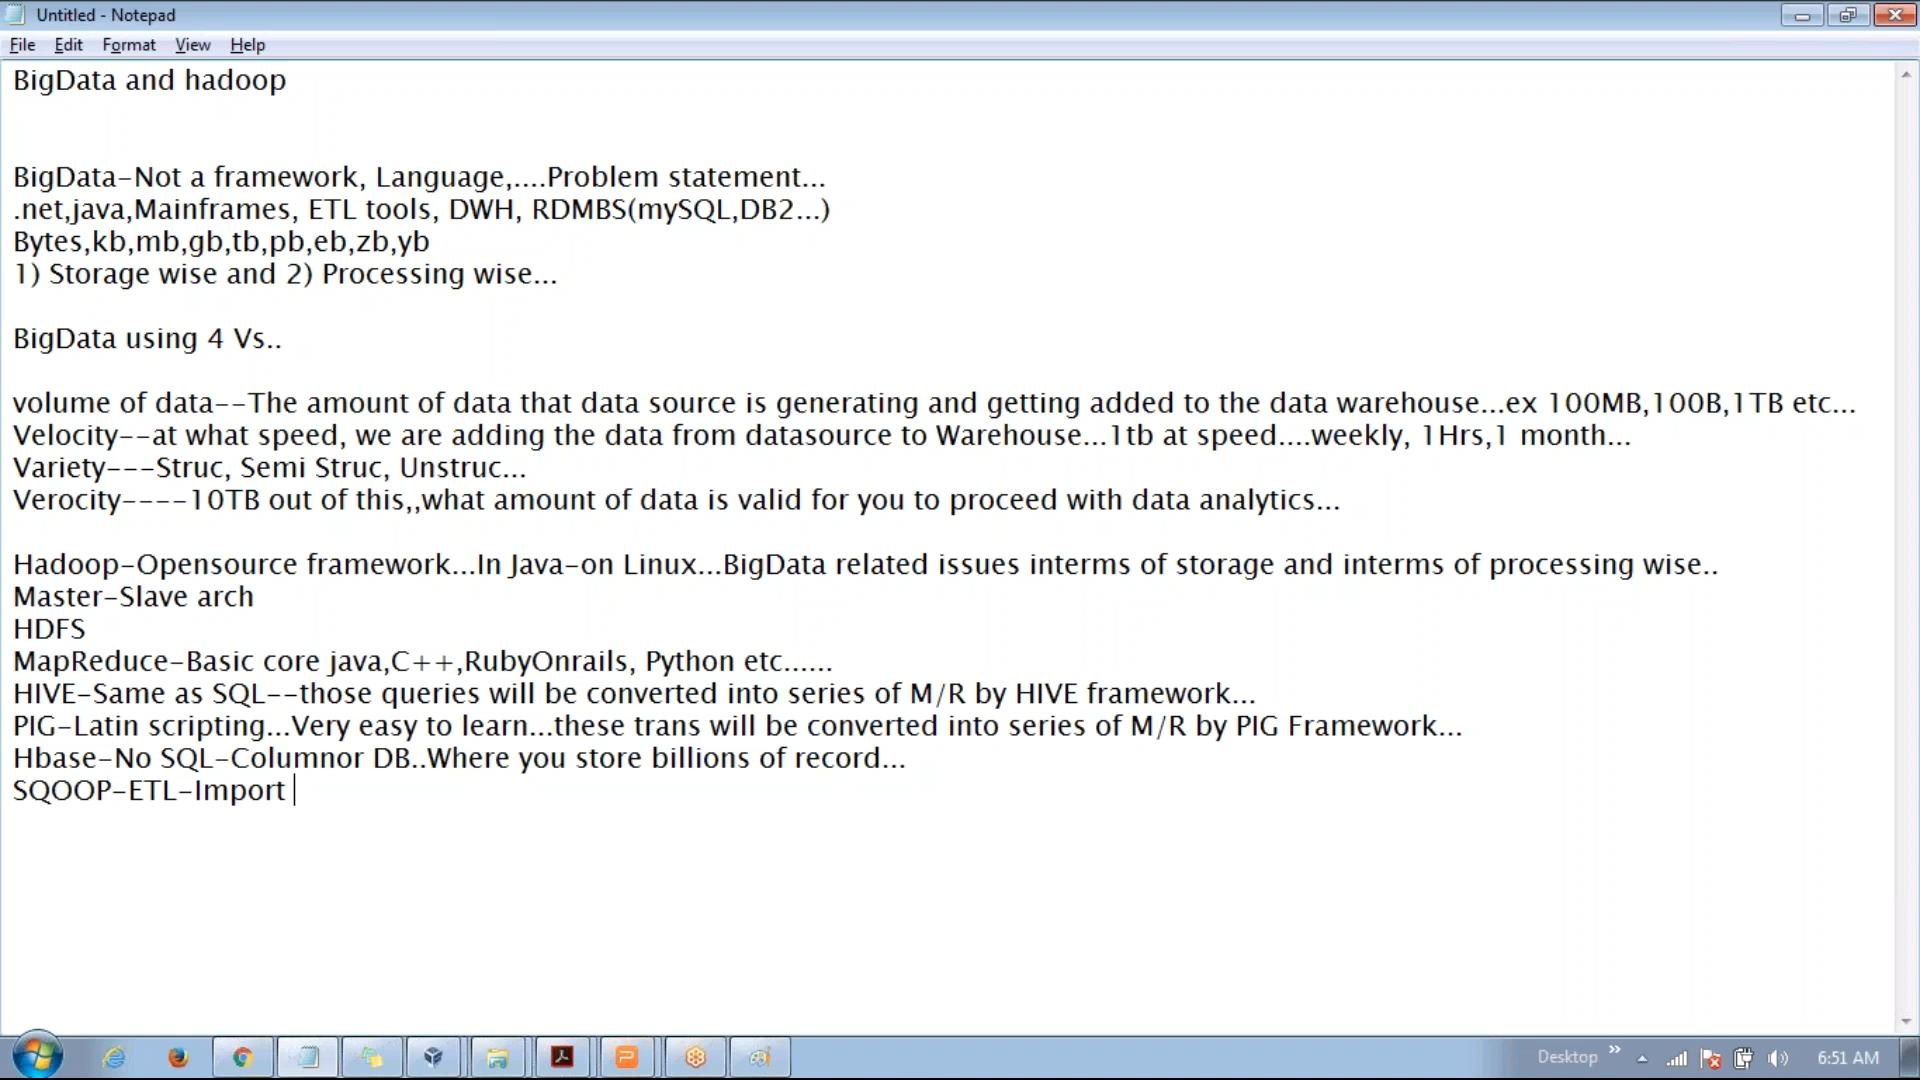 Untitled - Notepad
File Edit Format View Help
BigData and hadoop
BigData-Not a framework, Language,....Problem statement...
.net,java,Mainframes, ETL tools, DWH, RDMBS(mySQL,DB2...)
Bytes,kb,mb,gb,tb,pb,eb,zb,yb
1) Storage wise and 2) Processing wise...
BigData using 4 Vs..
volume of data--The amount of data that data source is generating and getting added to the data warehouse...ex 100MB,100B,1TB etc...
Velocity--at what speed, we are adding the data from datasource to Warehouse...1tb at speed....weekly, 1Hrs,1 month...
Variety---Struc, Semi Struc, Unstruc...
Verocity----10TB out of this,,what amount of data is valid for you to proceed with data analytics...
Hadoop-Opensource framework...In Java-on Linux...BigData related issues interms of storage and interms of processing wise..
Master-Slave arch
HDFS
MapReduce-Basic core java,C++,RubyOnrails, Python etc......
HIVE-Same as SQL--those queries will be converted into series of M/R by HIVE framework...
PIG-Latin scripting...Very easy to learn...these trans will be converted into series of M/R by PIG Framework...
Hbase-No SQL-Columnor DB..Where you store billions of record...
SQOOP-ETL-Import
Desktop 6:51 AM